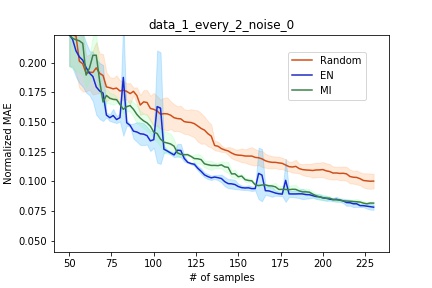 data_1_every_2_noise_0
Normalized MAE
0.200
0.175
0.150
0.125
0.100
0.075
0.050
Random
EN
MI
50 75 100 125 150 175 200 225
# of samples